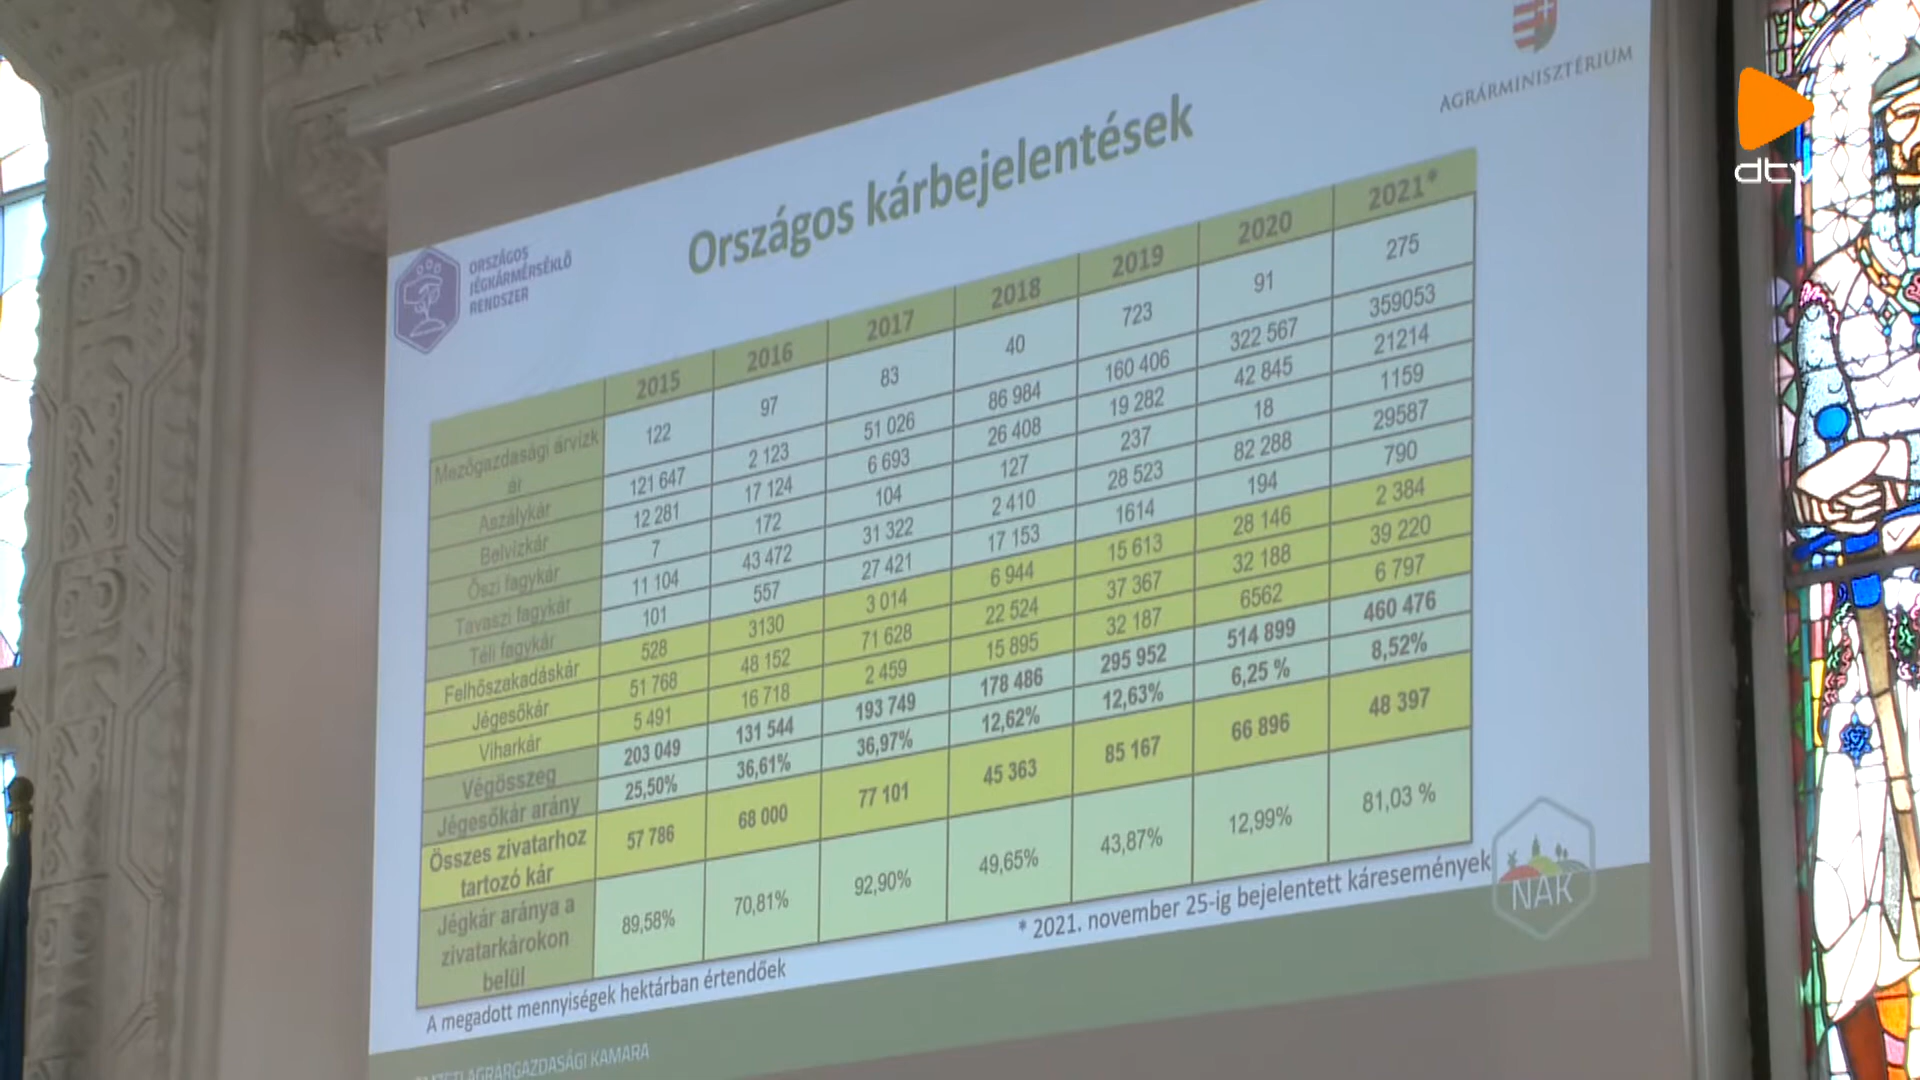 AGRÁRMINISZTÉRIUM
dtv
ORSZÁGOS
JÉGKÁRMÉRSÉKLŐ
RENDSZER
Országos kárbejelentések
2015 2016 2017 2018 2019 2020 2021*
Mezőgazdasági árvízk
ár 122 97 83 40 723 91 275
Aszálykár 121 647 2 123 51 026 86 984 160 406 322 567 359053
Belvízkár 12 281 17 124 6 693 26 408 19 282 42 845 21214
Őszi fagykár 7 172 104 127 237 18 1159
Tavaszi fagykár 11 104 43 472 31 322 2 410 28 523 82 288 29587
Téli fagykár 101 557 27 421 17 153 1614 194 790
Felhőszakadáskár 528 3130 3 014 6 944 15 613 28 146 2 384
Jégesőkár 51 768 48 152 71 628 22 524 37 367 32 188 39 220
Viharkár 5 491 16 718 2 459 15 895 32 187 6562 6 797
Végösszeg 203 049 131 544 193 749 178 486 295 952 514 899 460 476
Jégesőkár arány 25,50% 36,61% 36,97% 12,62% 12,63% 6,25 % 8,52%
Összes zivatarhoz
tartozó kár 57 786 68 000 77 101 45 363 85 167 66 896 48 397
Jégkár aránya a
zivatarkárokon
belül 89,58% 70,81% 92,90% 49,65% 43,87% 12,99% 81,03 %
* 2021. november 25-ig bejelentett káresemények
A megadott mennyiségek hektárban értendőek
NAK
AGRÁRGAZDASÁGI KAMARA